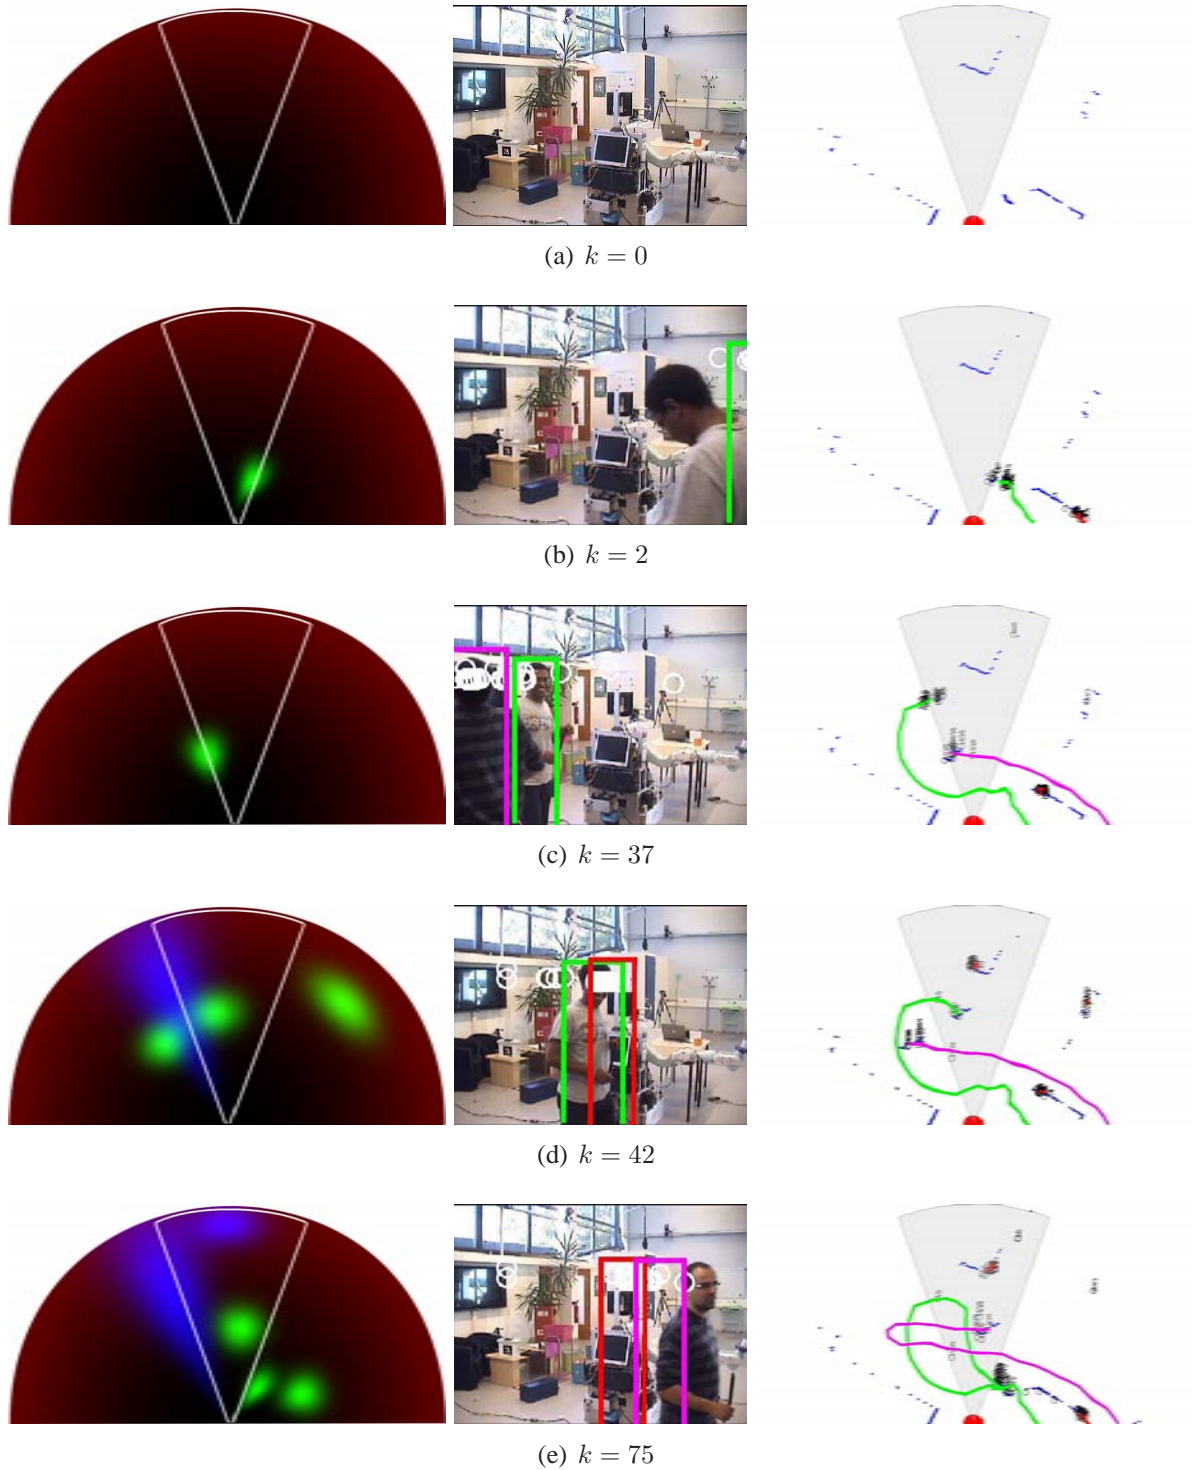 (a) k = 0
(b) k = 2
(c) k = 37
(d) k = 42
(e) k = 75